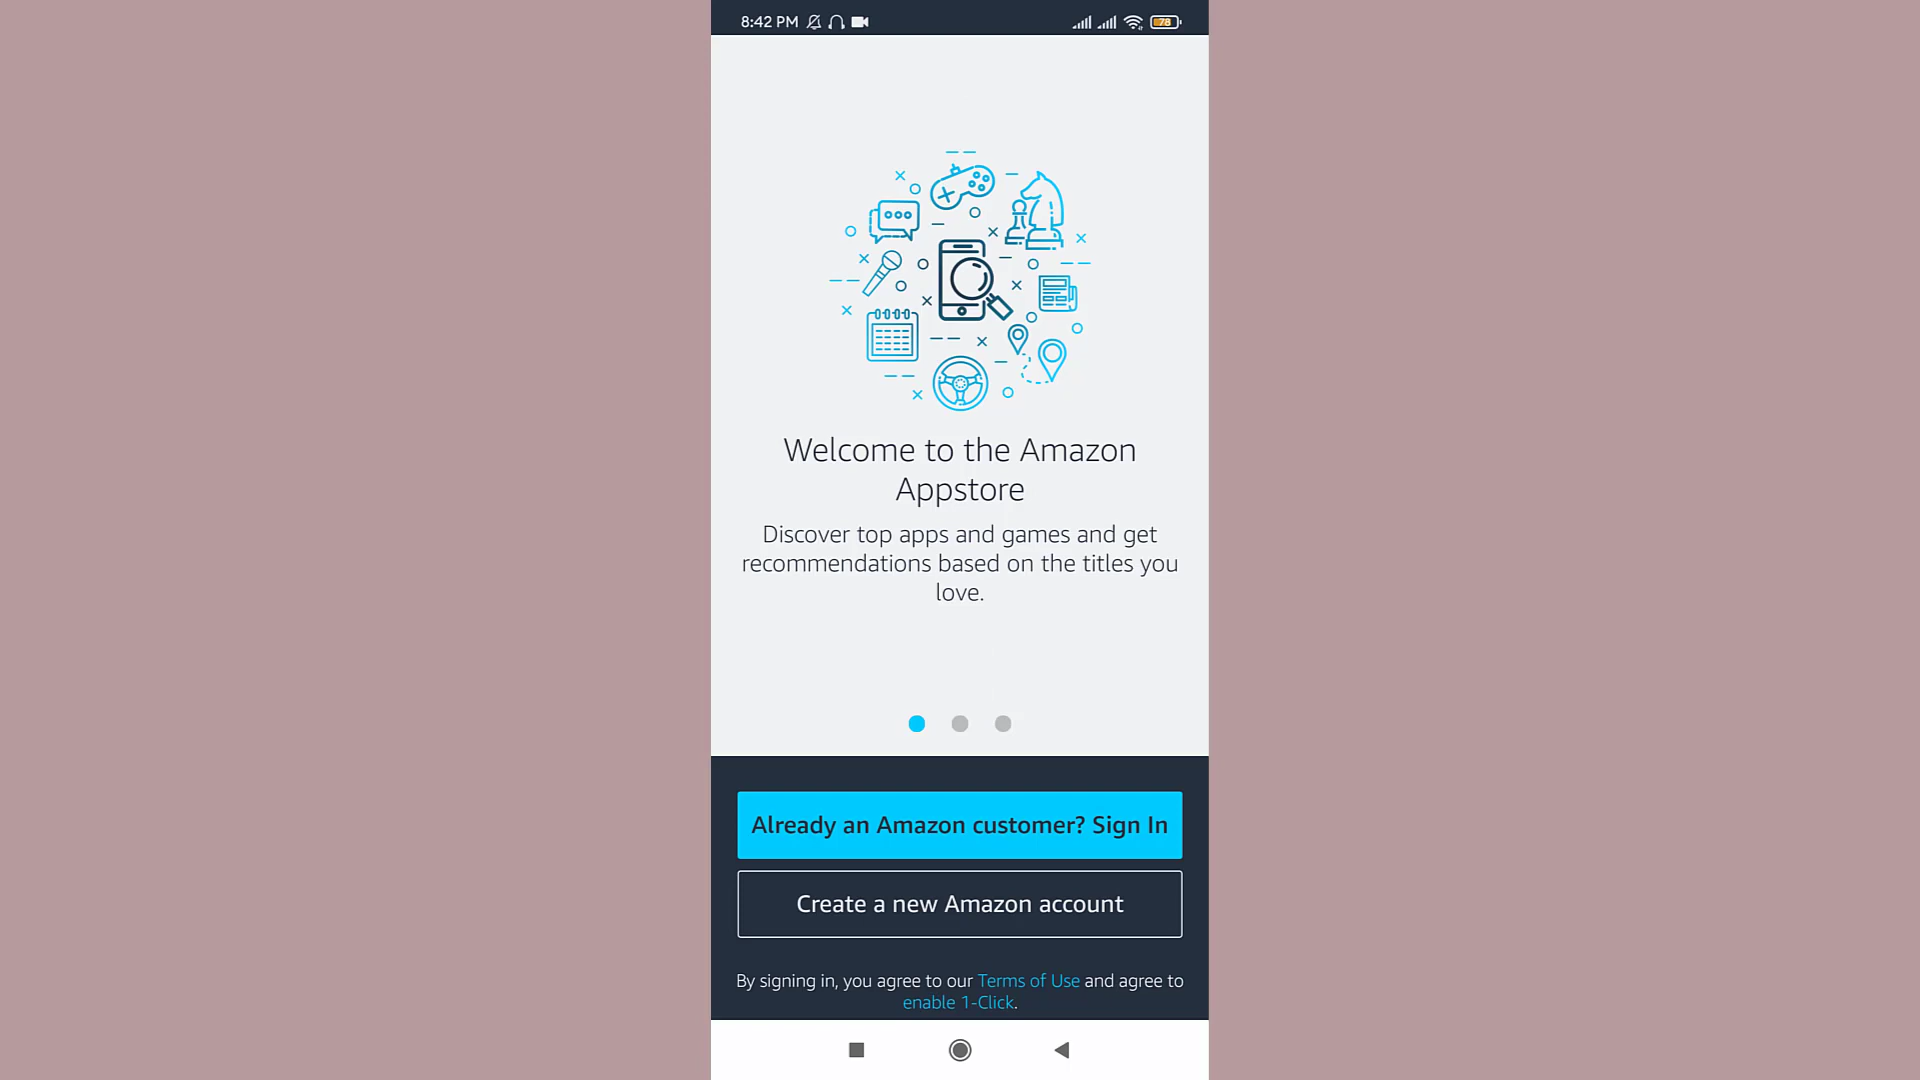 8:42 PM
78
Welcome to the Amazon
Appstore
Discover top apps and games and get
recommendations based on the titles you
love.
Already an Amazon customer? Sign In
Create a new Amazon account
By signing in, you agree to our Terms of Use and agree to
enable 1-Click.